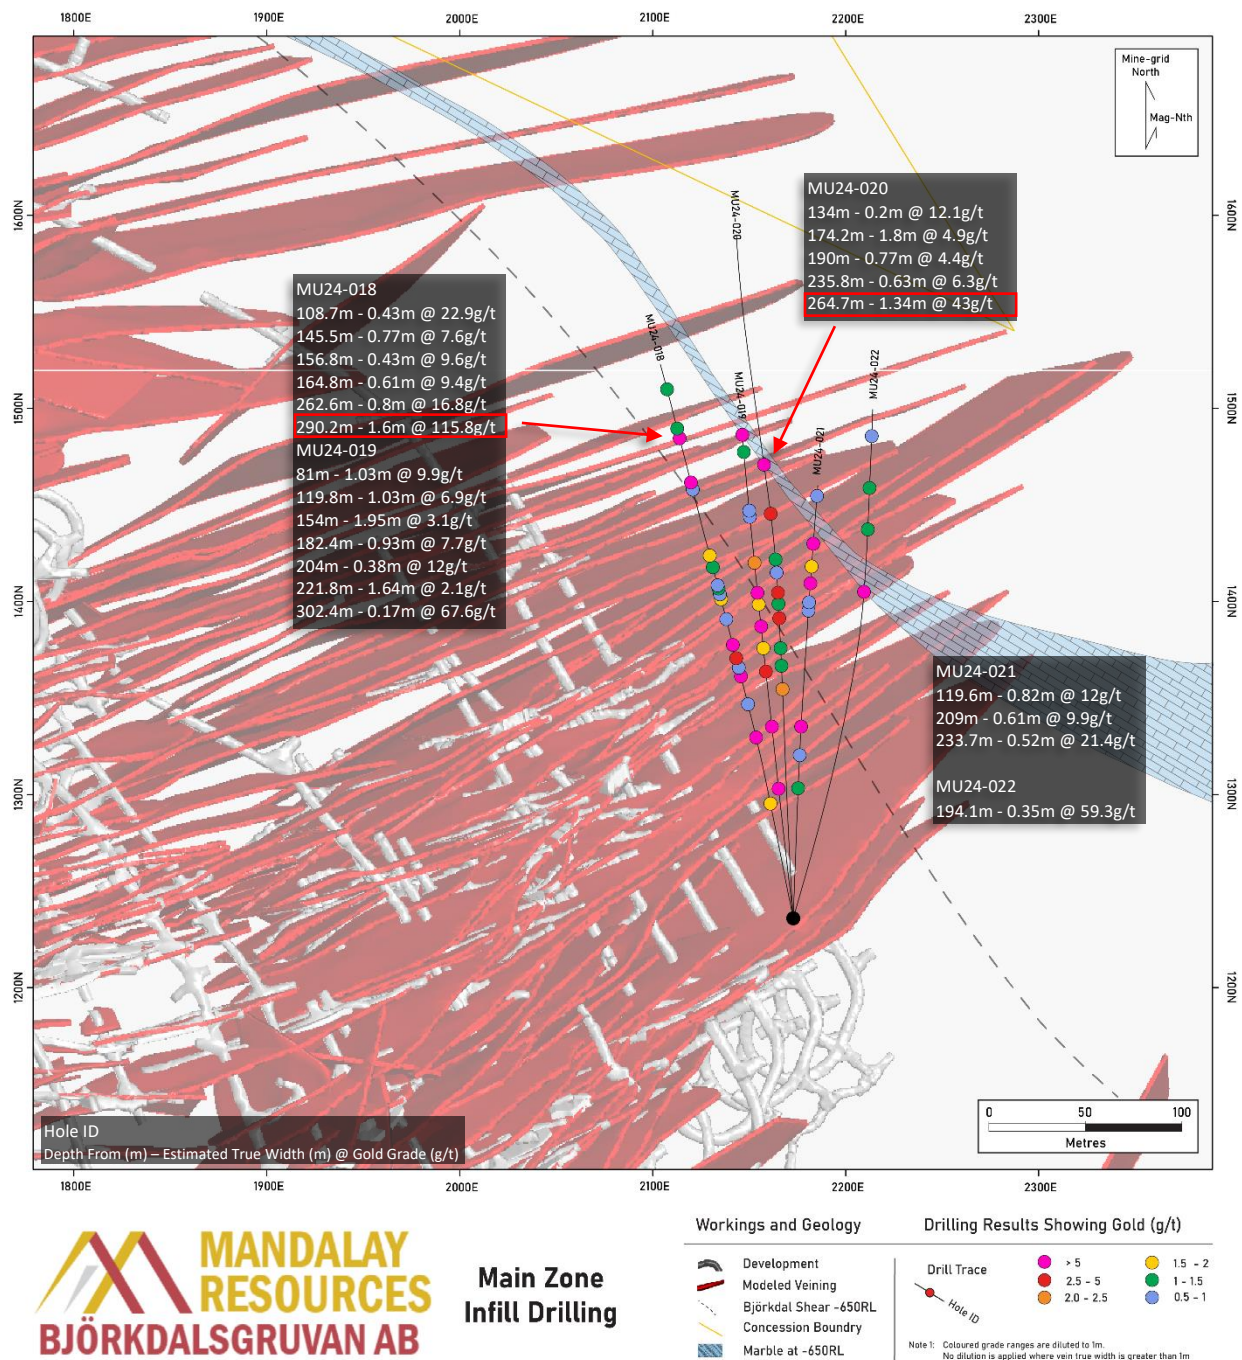 1800E 1900E 2000E 2100E 2200E 2300E
Mine-grid
North
Mag-Nth
1600N
1500N
1400N
1300N
1200N
1600N
1500N
1400N
1300N
1200N
MU24-020
134m - 0.2m @ 12.1g/t
174.2m - 1.8m @ 4.9g/t
190m - 0.77m @ 4.4g/t
235.8m - 0.63m @ 6.3g/t
264.7m - 1.34m @ 43g/t
MU24-018
108.7m - 0.43m @ 22.9g/t
145.5m - 0.77m @ 7.6g/t
156.8m - 0.43m @ 9.6g/t
164.8m - 0.61m @ 9.4g/t
262.6m - 0.8m @ 16.8g/t
290.2m - 1.6m @ 115.8g/t
MU24-019
81m - 1.03m @ 9.9g/t
119.8m - 1.03m @ 6.9g/t
154m - 1.95m @ 3.1g/t
182.4m - 0.93m @ 7.7g/t
204m - 0.38m @ 12g/t
221.8m - 1.64m @ 2.1g/t
302.4m - 0.17m @ 67.6g/t
MU24-020
MU24-018
MU24-019
MU24-021
MU24-022
MU24-021
119.6m - 0.82m @ 12g/t
209m - 0.61m @ 9.9g/t
233.7m - 0.52m @ 21.4g/t
MU24-022
194.1m - 0.35m @ 59.3g/t
Hole ID
Depth From (m) – Estimated True Width (m) @ Gold Grade (g/t)
0 50 100
Metres
1800E 1900E 2000E 2100E 2200E 2300E
MANDALAY
RESOURCES
BJÖRKDALSGRUVAN AB
Main Zone
Infill Drilling
Workings and Geology
Development
Modeled Veining
Björkdal Shear -650RL
Concession Boundry
Marble at -650RL
Drilling Results Showing Gold (g/t)
Drill Trace
Hole ID
> 5
2.5 - 5
2.0 - 2.5
1.5 - 2
1 - 1.5
0.5 - 1
Note 1: Coloured grade ranges are diluted to 1m.
No dilution is applied where vein true width is greater than 1m